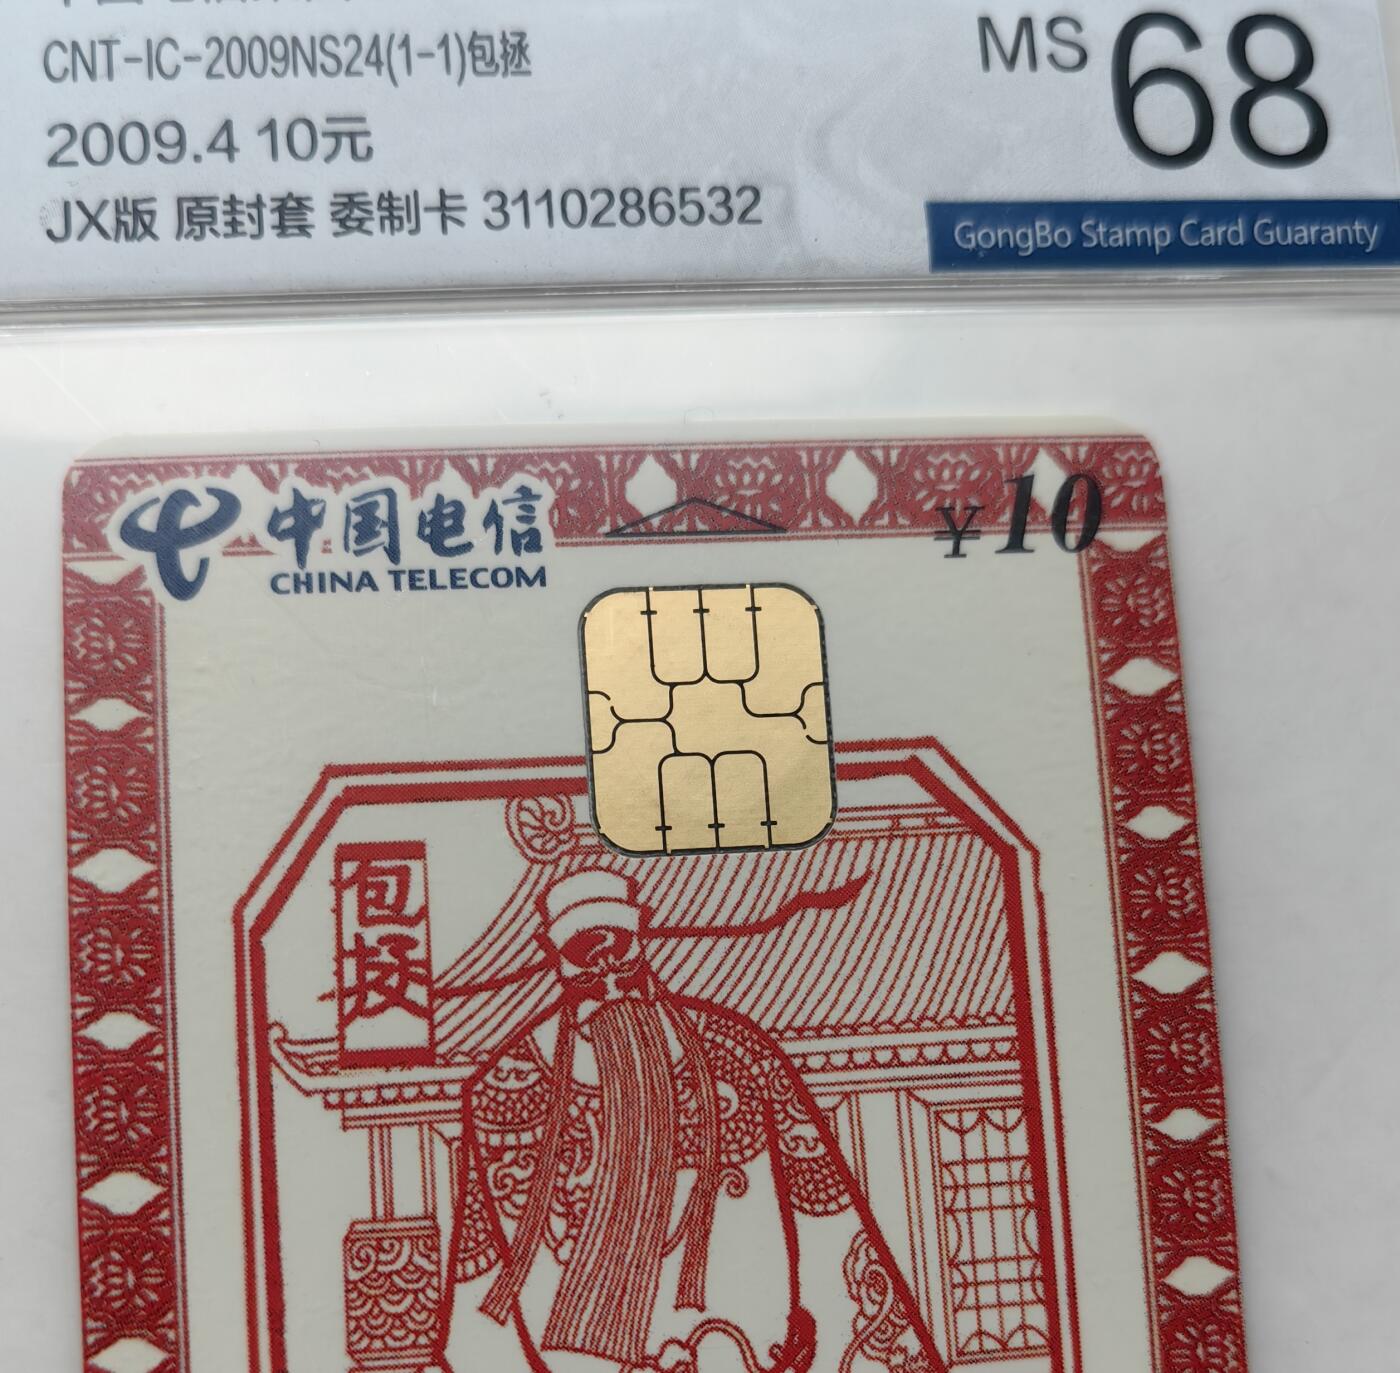 CNT-IC-2009NS24(1-1)包拯
2009.4 10元
JX版 原封套 委制卡 3110286532
MS 68
GongBo Stamp Card Guaranty
中国电信
CHINA TELECOM
¥10
包拯